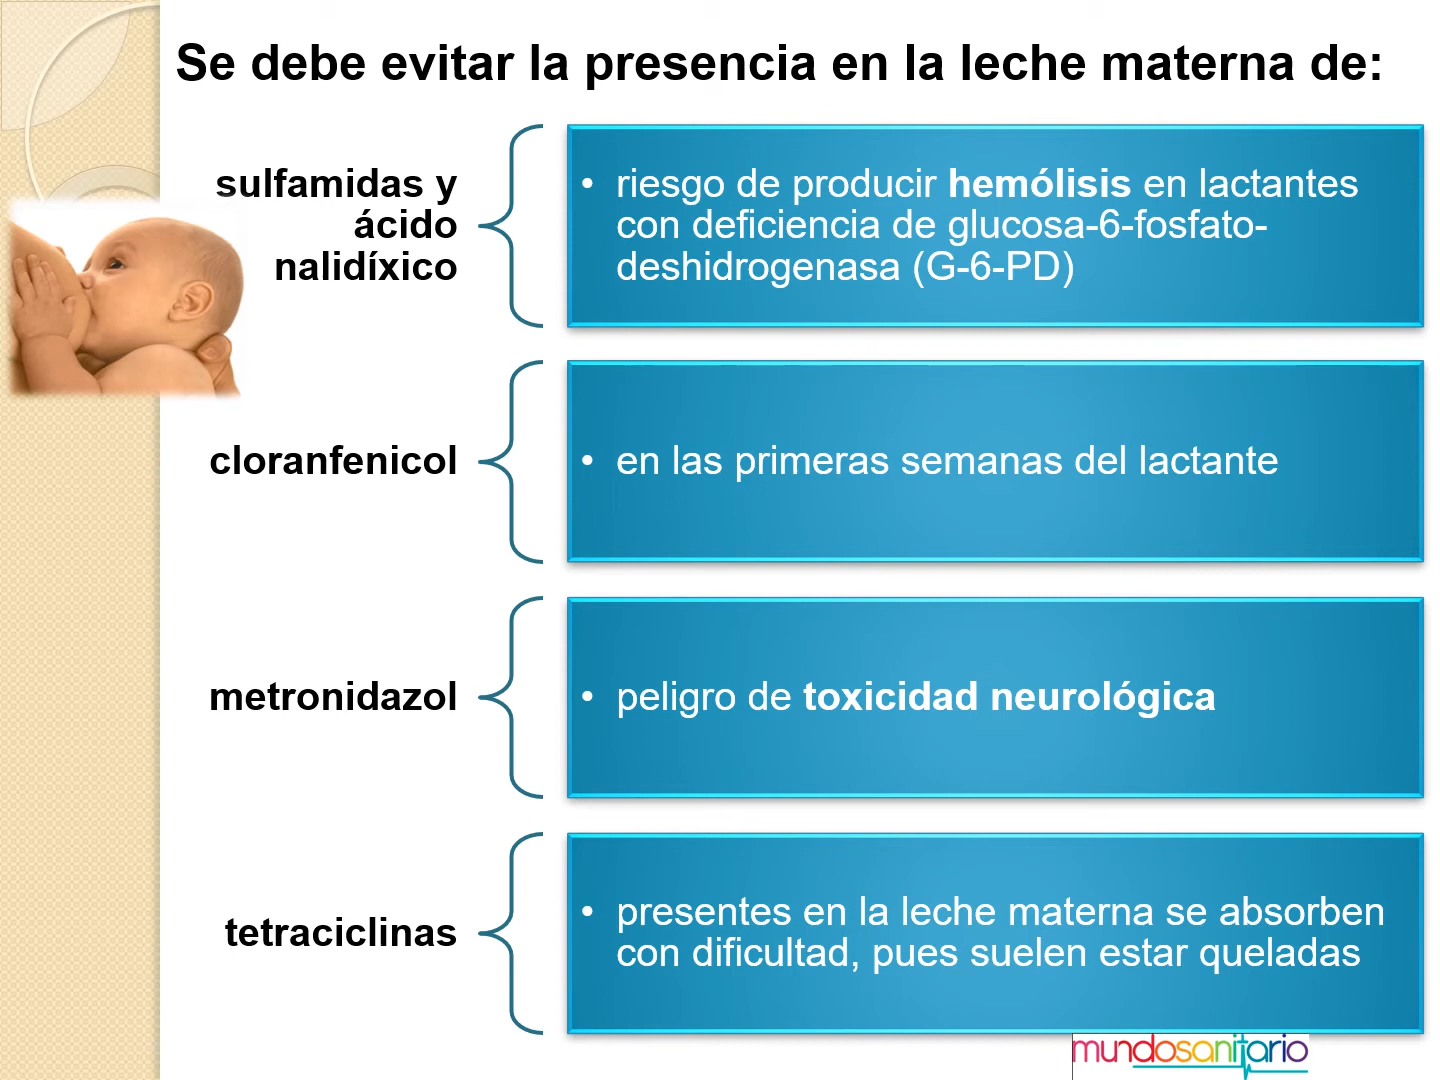 Se debe evitar la presencia en la leche materna de:
sulfamidas y
ácido
nalidíxico
• riesgo de producir hemólisis en lactantes
con deficiencia de glucosa-6-fosfato-
deshidrogenasa (G-6-PD)
cloranfenicol
• en las primeras semanas del lactante
metronidazol
• peligro de toxicidad neurológica
tetraciclinas
• presentes en la leche materna se absorben
con dificultad, pues suelen estar queladas
mundosanitario